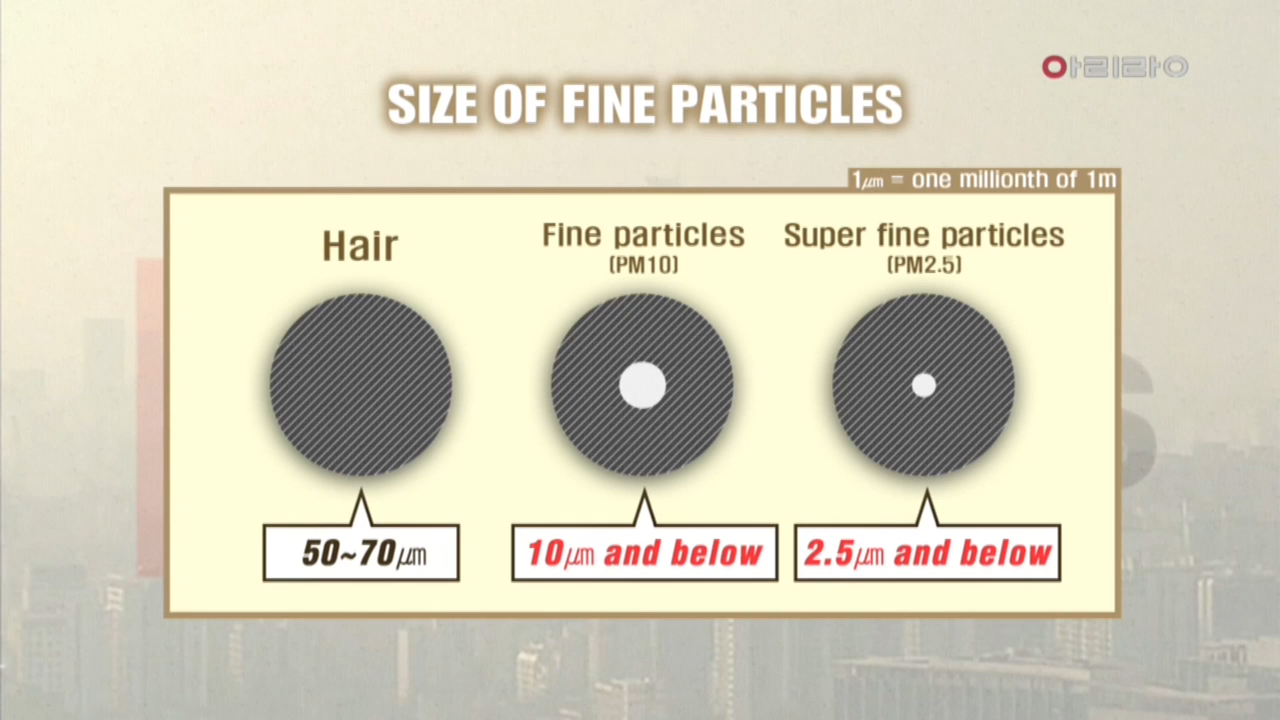 아리랑
SIZE OF FINE PARTICLES
1㎛ = one millionth of 1m
Hair
Fine particles
(PM10)
Super fine particles
(PM2.5)
50~70㎛
10㎛ and below
2.5㎛ and below